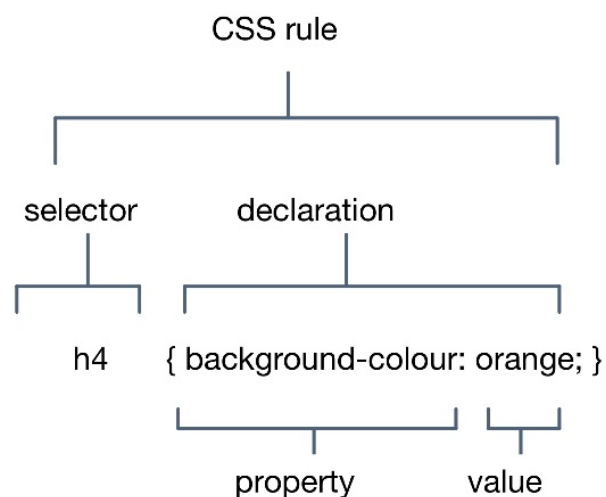 CSS rule
selector declaration
h4 { background-colour: orange; }
property value